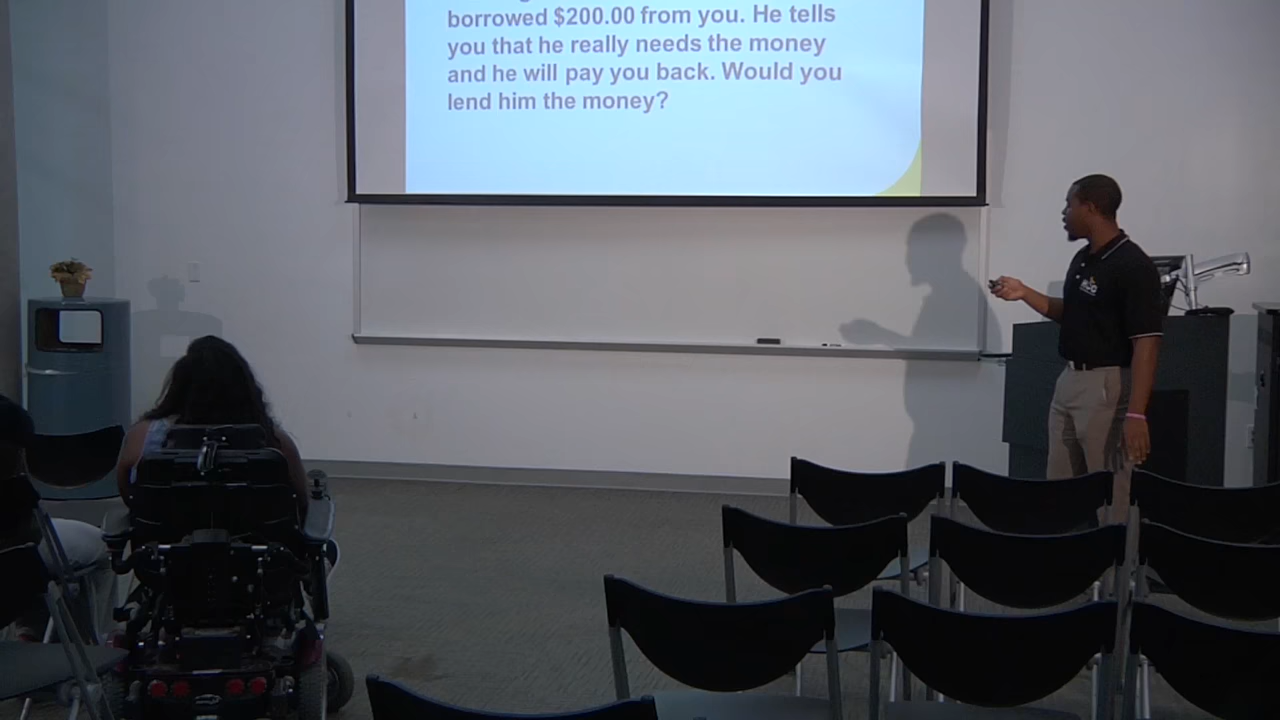 borrowed $200.00 from you. He tells
you that he really needs the money
and he will pay you back. Would you
lend him the money?